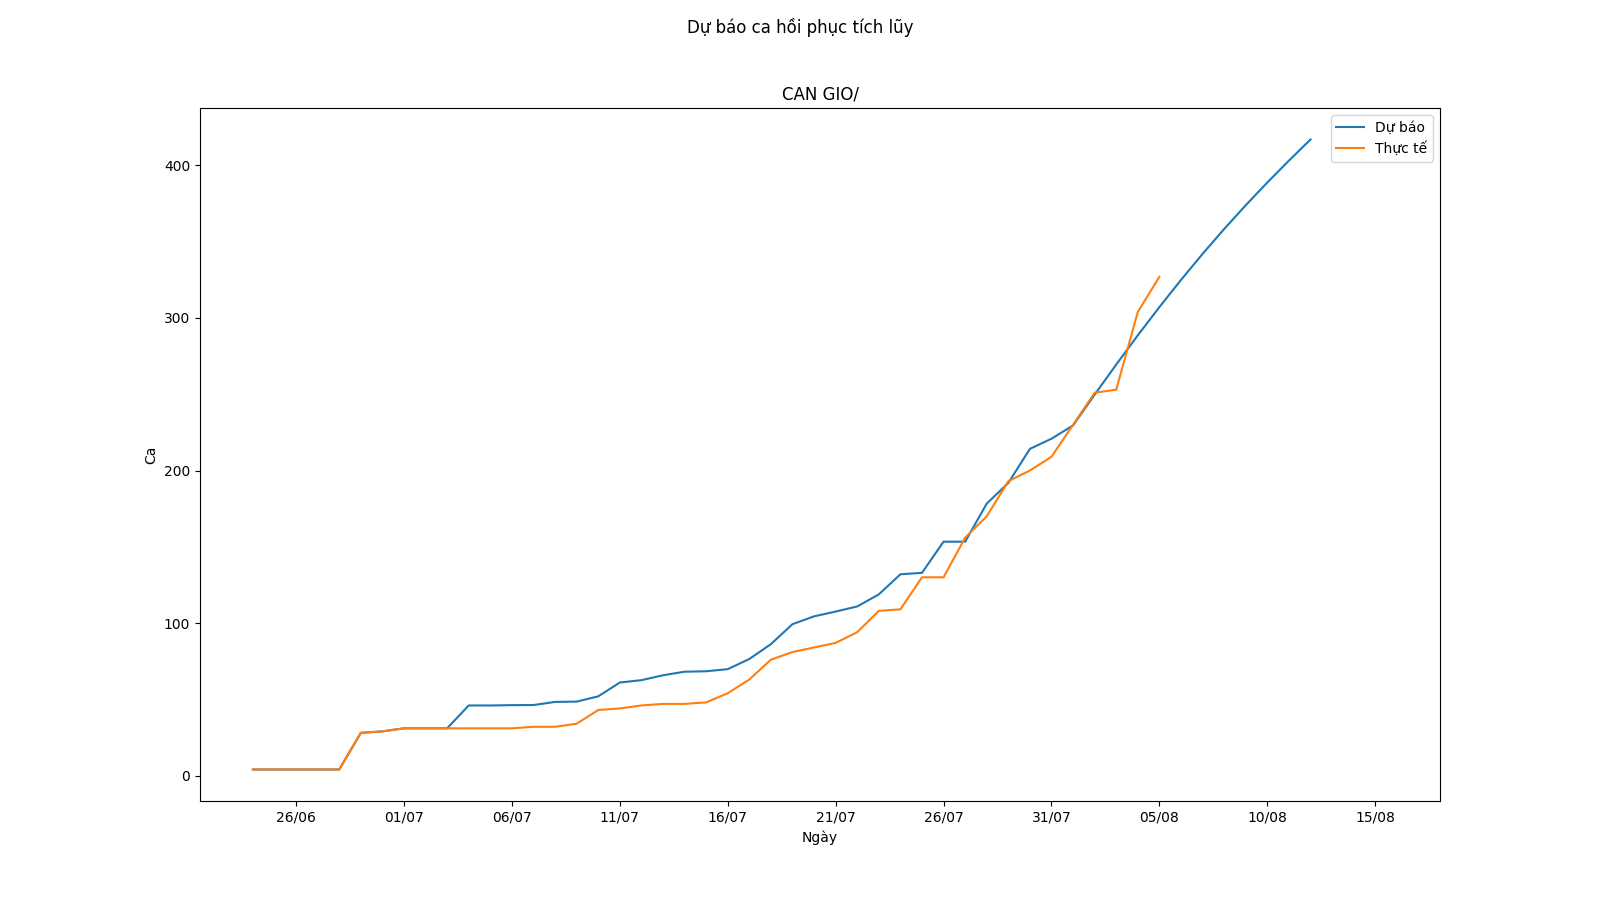 Dự báo ca hồi phục tích lũy
CAN GIO/
Dự báo
Thực tế
400
300
200
100
0
Ca
26/06 01/07 06/07 11/07 16/07 21/07 26/07 31/07 05/08 10/08 15/08
Ngày